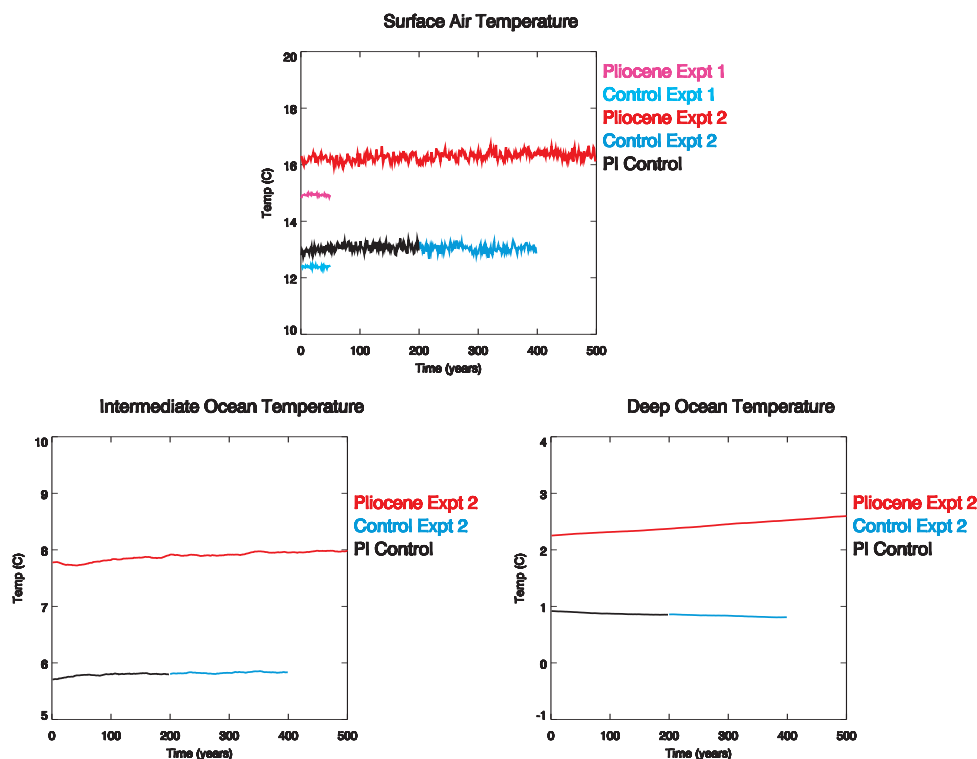 Surface Air Temperature
20
18
16
14
12
10
Temp (C)
0 100 200 300 400 500
Time (years)
Pliocene Expt 1
Control Expt 1
Pliocene Expt 2
Control Expt 2
PI Control
Intermediate Ocean Temperature
10
9
8
7
6
5
Temp (C)
0 100 200 300 400 500
Time (years)
Pliocene Expt 2
Control Expt 2
PI Control
Deep Ocean Temperature
4
3
2
1
0
-1
Temp (C)
0 100 200 300 400 500
Time (years)
Pliocene Expt 2
Control Expt 2
PI Control